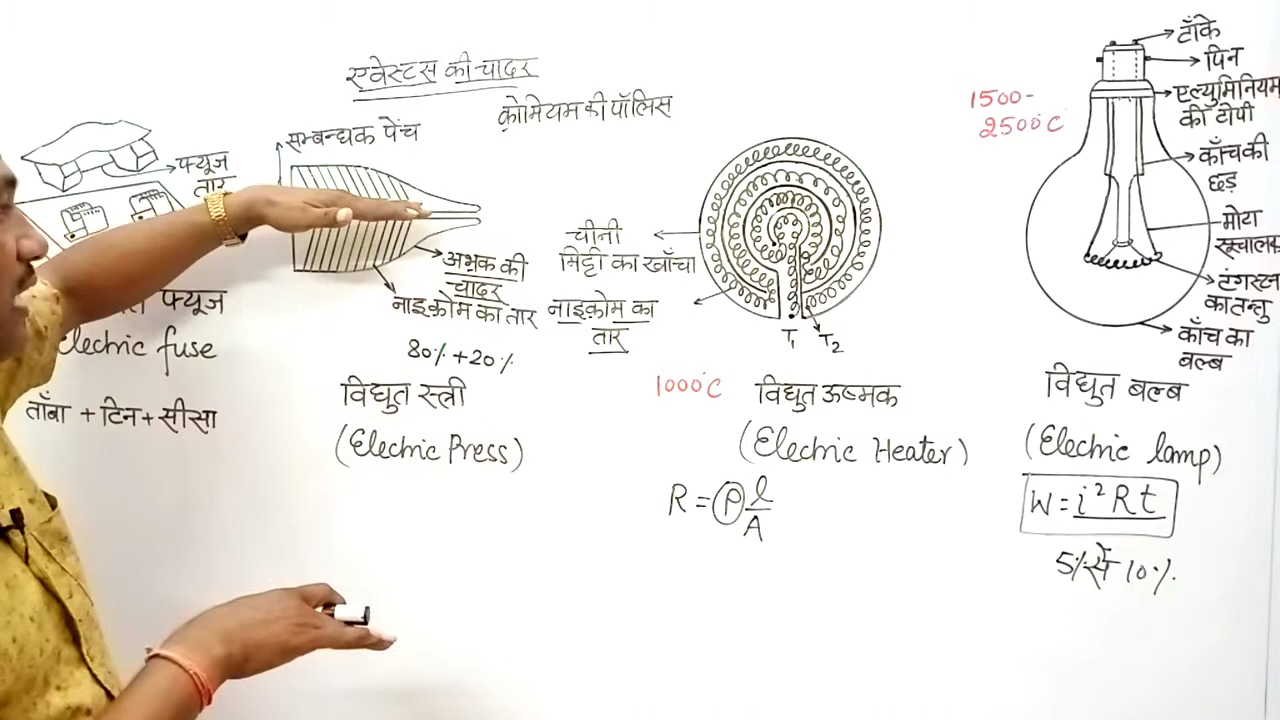 एवेस्टस की चादर
क्रोमियम की पॉलिस
फ्यूज
तार
फ्यूज
Electric fuse
ताँबा + टिन + सीसा
सम्बन्धक पेंच
अभ्रक की
चादर
नाइक्रोम का तार
80% + 20%
विद्युत स्त्री
(Electric Press)
चीनी
मिट्टी का खाँचा
नाइक्रोम का
तार
T₁ T₂
1000°C
विद्युत ऊष्मक
(Electric Heater)
R = ρ l/A
1500-
2500°C
टाँके
पिन
एल्युमिनियम
की टोपी
काँच की
छड़
मोटा
टंगस्टन
का तन्तु
काँच का
बल्ब
विद्युत बल्ब
(Electric lamp)
W = i² R t
5% से 10%